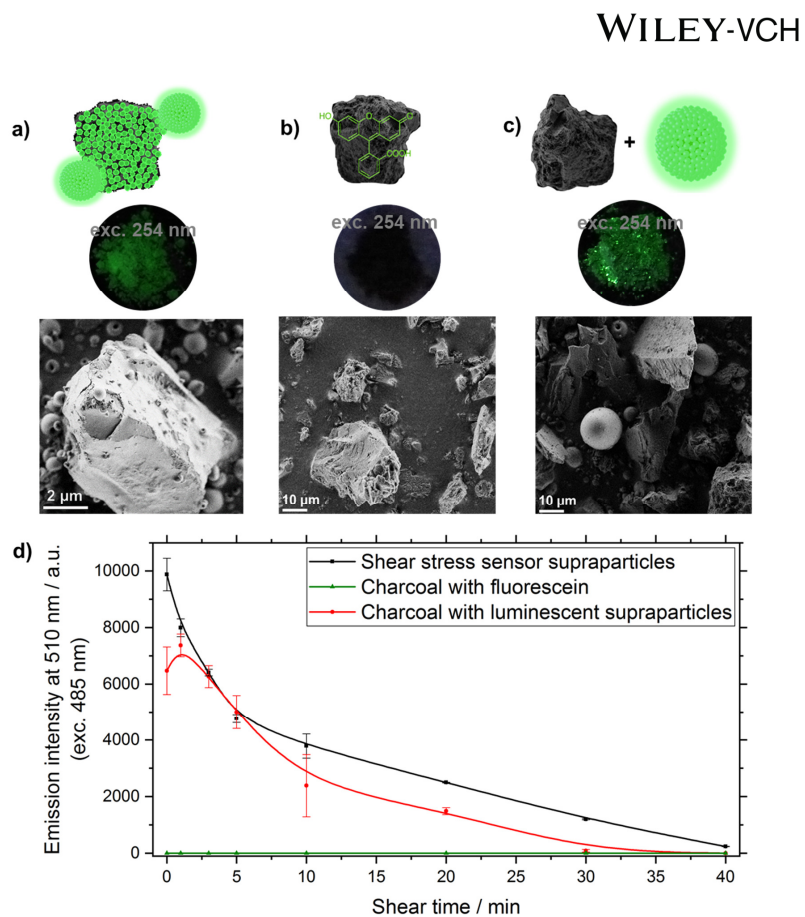 WILEY-VCH
a)
b)
c)
HO
O
O
COOH
+
exc. 254 nm
exc. 254 nm
exc. 254 nm
2 µm
10 µm
10 µm
d)
Emission intensity at 510 nm / a.u.
(exc. 485 nm)
10000
8000
6000
4000
2000
0
Shear stress sensor supraparticles
Charcoal with fluorescein
Charcoal with luminescent supraparticles
0 5 10 15 20 25 30 35 40
Shear time / min